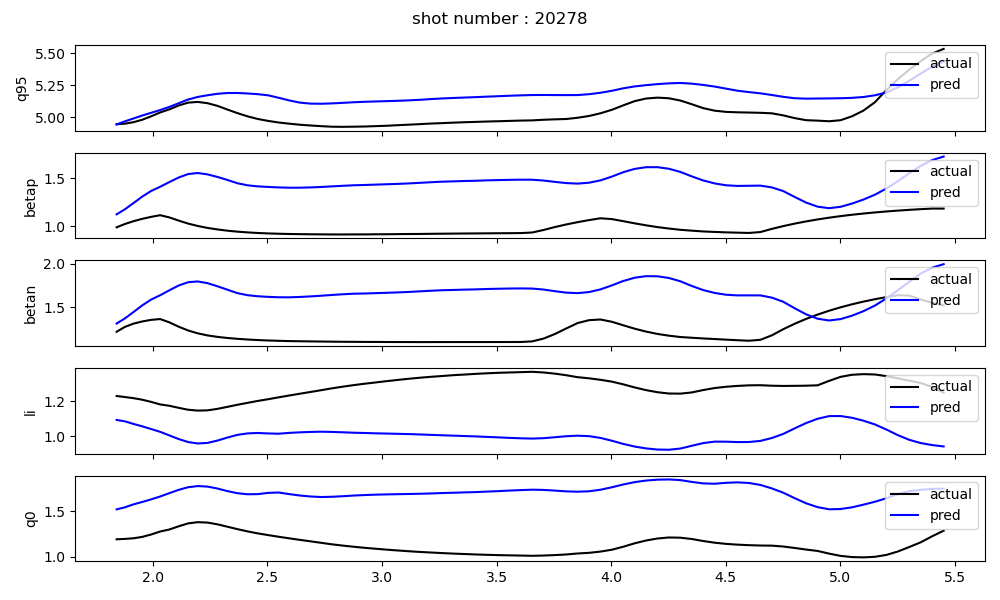 shot number : 20278
5.50
5.25
5.00
q95
actual
pred
1.5
1.0
betap
actual
pred
2.0
1.5
betan
actual
pred
1.2
1.0
li
actual
pred
1.5
1.0
q0
actual
pred
2.0 2.5 3.0 3.5 4.0 4.5 5.0 5.5